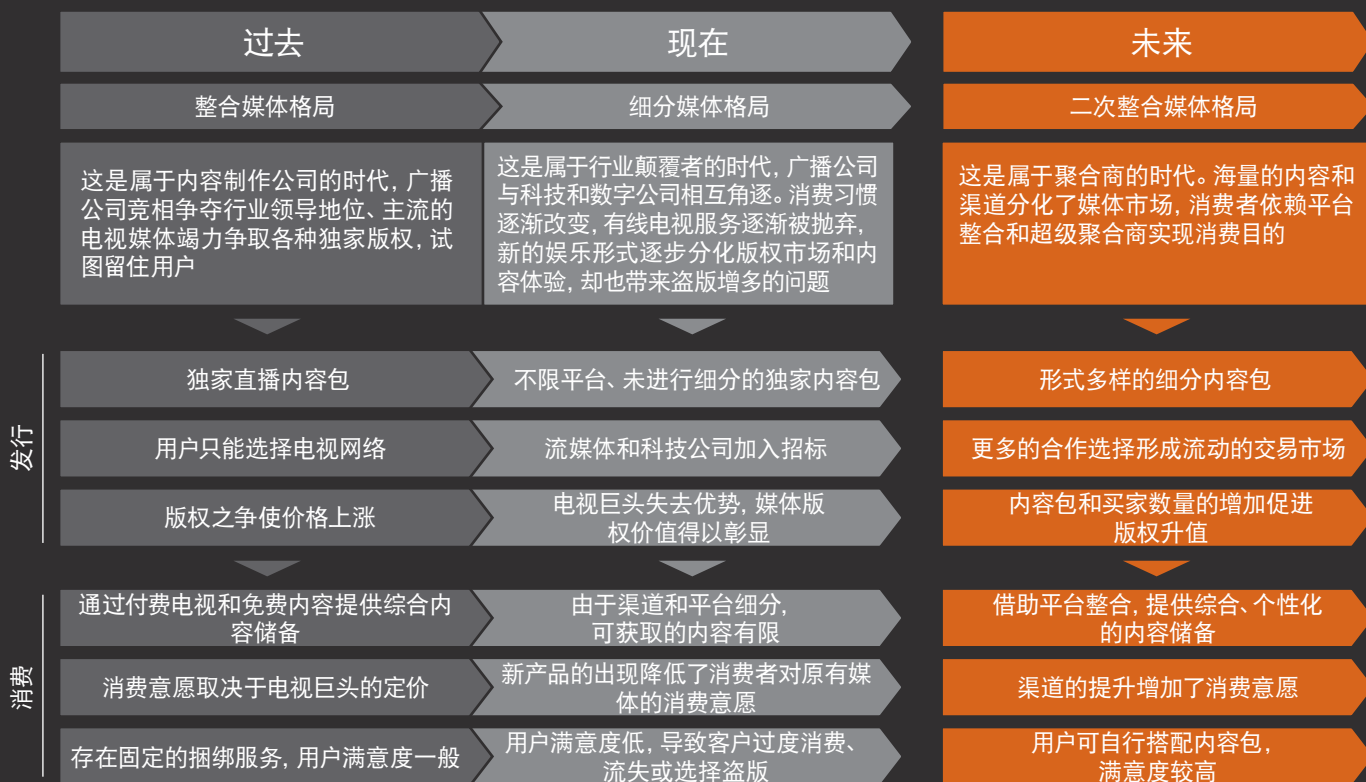 过去
现在
未来
整合媒体格局
细分媒体格局
二次整合媒体格局
这是属于内容制作公司的时代,广播
公司竞相争夺行业领导地位、主流的
电视媒体竭力争取各种独家版权,试
图留住用户
这是属于行业颠覆者的时代,广播公司
与科技和数字公司相互角逐。消费习惯
逐渐改变,有线电视服务逐渐被抛弃,
新的娱乐形式逐步分化版权市场和内
容体验,却也带来盗版增多的问题
这是属于聚合商的时代。海量的内容和
渠道分化了媒体市场,消费者依赖平台
整合和超级聚合商实现消费目的
发行
独家直播内容包
不限平台、未进行细分的独家内容包
形式多样的细分内容包
用户只能选择电视网络
流媒体和科技公司加入招标
更多的合作选择形成流动的交易市场
版权之争使价格上涨
电视巨头失去优势,媒体版
权价值得以彰显
内容包和买家数量的增加促进
版权升值
消费
通过付费电视和免费内容提供综合内
容储备
由于渠道和平台细分,
可获取的内容有限
借助平台整合,提供综合、个性化
的内容储备
消费意愿取决于电视巨头的定价
新产品的出现降低了消费者对原有媒
体的消费意愿
渠道的提升增加了消费意愿
存在固定的捆绑服务,用户满意度一般
用户满意度低,导致客户过度消费、
流失或选择盗版
用户可自行搭配内容包,
满意度较高